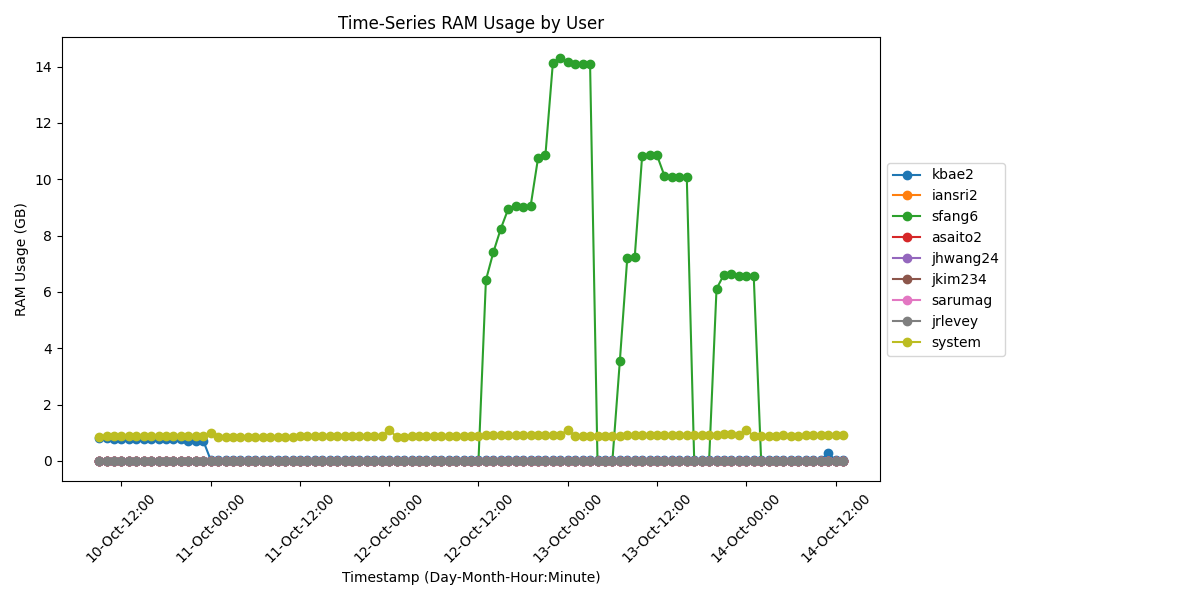 Time-Series RAM Usage by User
RAM Usage (GB)
14
12
10
8
6
4
2
0
10-Oct-12:00
11-Oct-00:00
11-Oct-12:00
12-Oct-00:00
12-Oct-12:00
13-Oct-00:00
13-Oct-12:00
14-Oct-00:00
14-Oct-12:00
Timestamp (Day-Month-Hour:Minute)
kbae2
iansri2
sfang6
asaito2
jhwang24
jkim234
sarumag
jrlevey
system